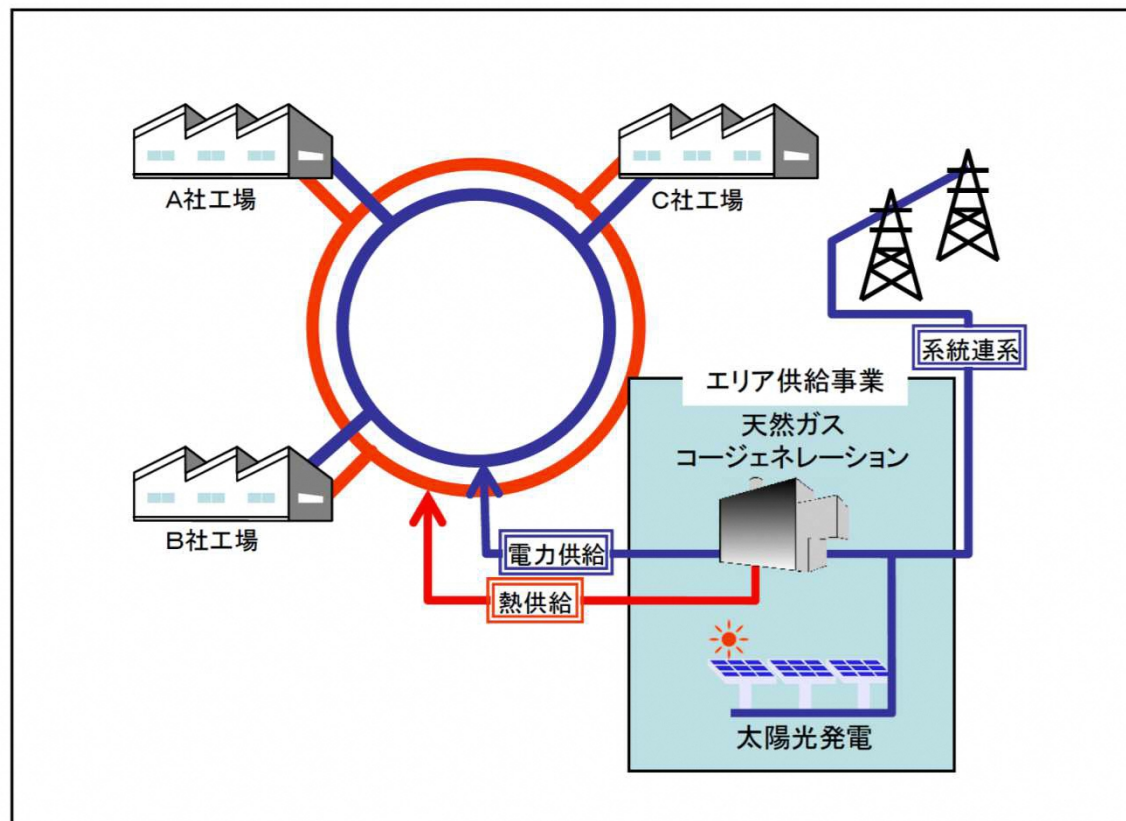 A社工場
C社工場
系統連系
エリア供給事業
天然ガス
コージェネレーション
B社工場
電力供給
熱供給
太陽光発電